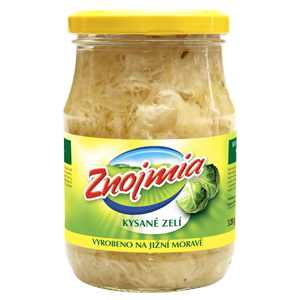 Znojmia
KYSANÉ ZELÍ
VYROBENO NA JIŽNÍ MORAVĚ